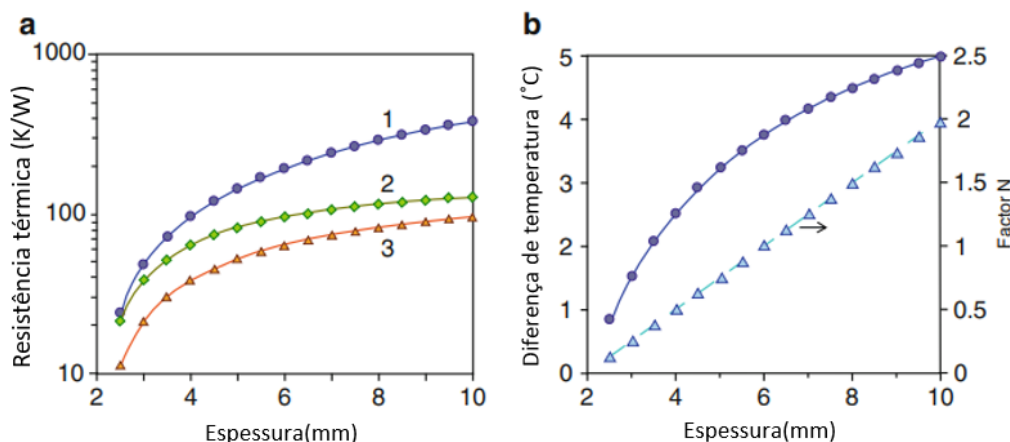 a
Resistência térmica (K/W)
1000
100
10
1
2
3
2 4 6 8 10
Espessura(mm)
b
Diferença de temperatura (˚C)
5
4
3
2
1
0
2.5
2
1.5
1
0.5
0
Factor N
2 4 6 8 10
Espessura(mm)